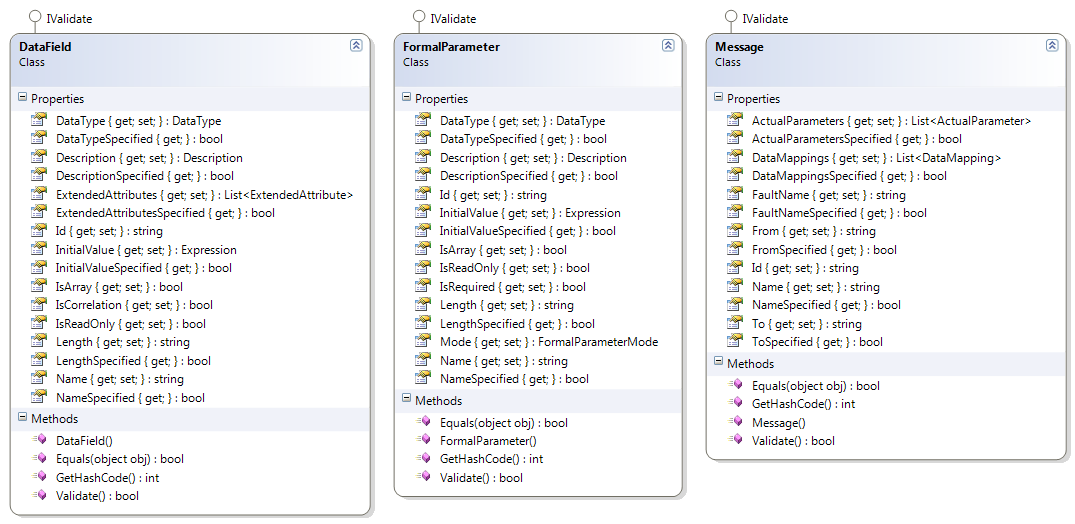 IValidate
DataField
Class
Properties
DataType { get; set; } : DataType
DataTypeSpecified { get; } : bool
Description { get; set; } : Description
DescriptionSpecified { get; } : bool
ExtendedAttributes { get; set; } : List<ExtendedAttribute>
ExtendedAttributesSpecified { get; } : bool
Id { get; set; } : string
InitialValue { get; set; } : Expression
InitialValueSpecified { get; } : bool
IsArray { get; set; } : bool
IsCorrelation { get; set; } : bool
IsReadOnly { get; set; } : bool
Length { get; set; } : string
LengthSpecified { get; } : bool
Name { get; set; } : string
NameSpecified { get; } : bool
Methods
DataField()
Equals(object obj) : bool
GetHashCode() : int
Validate() : bool
IValidate
FormalParameter
Class
Properties
DataType { get; set; } : DataType
DataTypeSpecified { get; } : bool
Description { get; set; } : Description
DescriptionSpecified { get; } : bool
Id { get; set; } : string
InitialValue { get; set; } : Expression
InitialValueSpecified { get; } : bool
IsArray { get; set; } : bool
IsReadOnly { get; set; } : bool
IsRequired { get; set; } : bool
Length { get; set; } : string
LengthSpecified { get; } : bool
Mode { get; set; } : FormalParameterMode
Name { get; set; } : string
NameSpecified { get; } : bool
Methods
Equals(object obj) : bool
FormalParameter()
GetHashCode() : int
Validate() : bool
IValidate
Message
Class
Properties
ActualParameters { get; set; } : List<ActualParameter>
ActualParametersSpecified { get; } : bool
DataMappings { get; set; } : List<DataMapping>
DataMappingsSpecified { get; } : bool
FaultName { get; set; } : string
FaultNameSpecified { get; } : bool
From { get; set; } : string
FromSpecified { get; } : bool
Id { get; set; } : string
Name { get; set; } : string
NameSpecified { get; } : bool
To { get; set; } : string
ToSpecified { get; } : bool
Methods
Equals(object obj) : bool
GetHashCode() : int
Message()
Validate() : bool